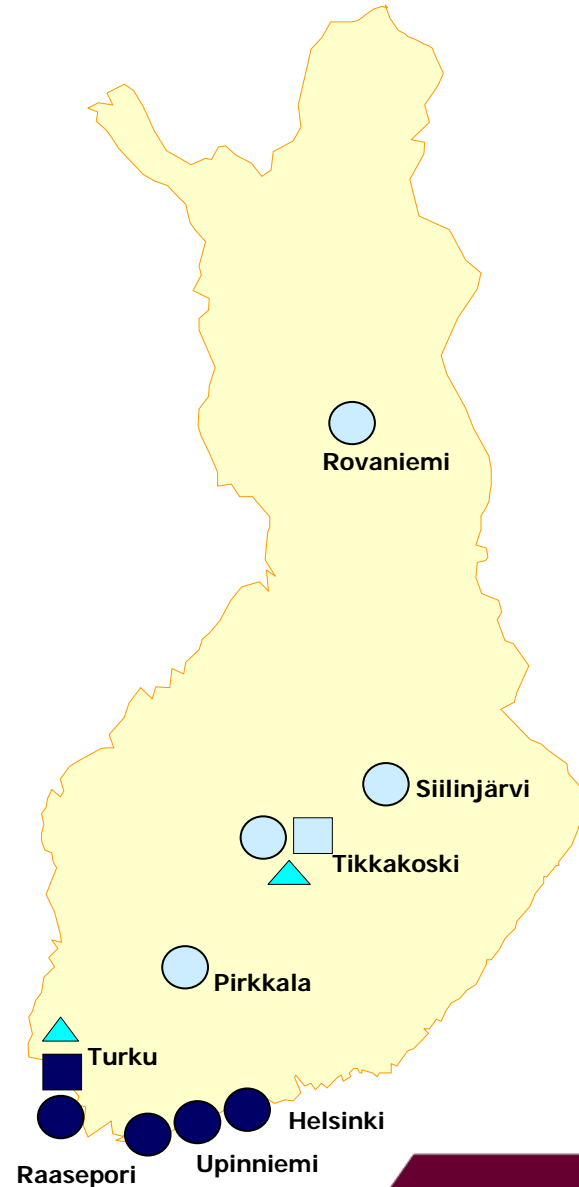 Rovaniemi
Siilinjärvi
Tikkakoski
Pirkkala
Turku
Helsinki
Upinniemi
Raasepori